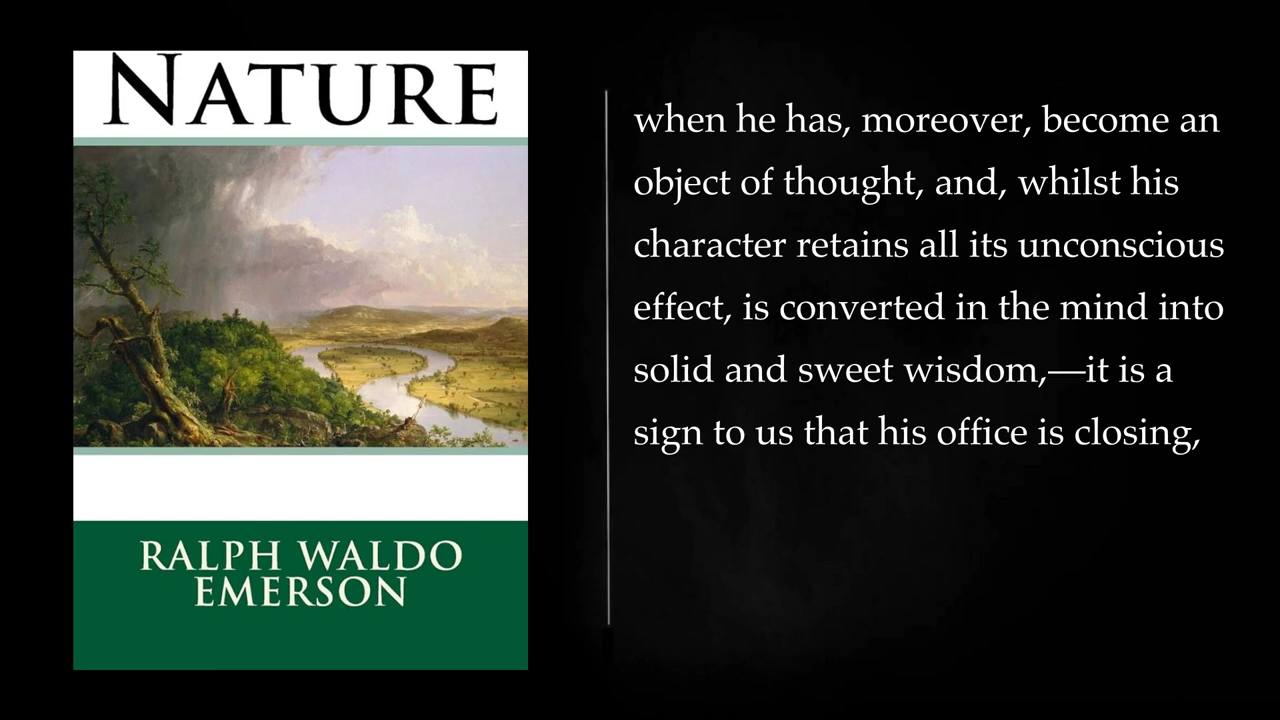 NATURE
RALPH WALDO
EMERSON
when he has, moreover, become an
object of thought, and, whilst his
character retains all its unconscious
effect, is converted in the mind into
solid and sweet wisdom,—it is a
sign to us that his office is closing,